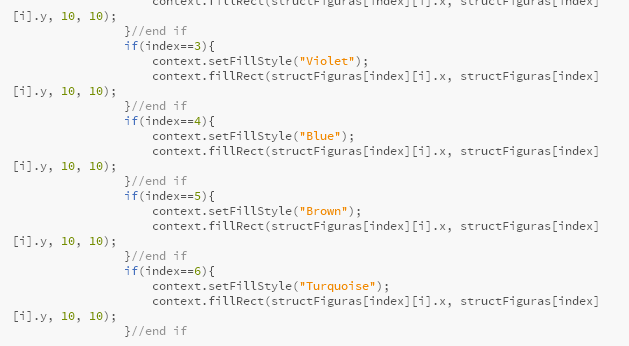 context.fillRect(structFiguras[index][i].x, structFiguras[index]
[i].y, 10, 10);
}//end if
if(index==3){
context.setFillStyle("Violet");
context.fillRect(structFiguras[index][i].x, structFiguras[index]
[i].y, 10, 10);
}//end if
if(index==4){
context.setFillStyle("Blue");
context.fillRect(structFiguras[index][i].x, structFiguras[index]
[i].y, 10, 10);
}//end if
if(index==5){
context.setFillStyle("Brown");
context.fillRect(structFiguras[index][i].x, structFiguras[index]
[i].y, 10, 10);
}//end if
if(index==6){
context.setFillStyle("Turquoise");
context.fillRect(structFiguras[index][i].x, structFiguras[index]
[i].y, 10, 10);
}//end if